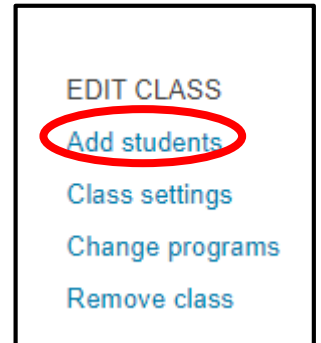 EDIT CLASS
Add students
Class settings
Change programs
Remove class